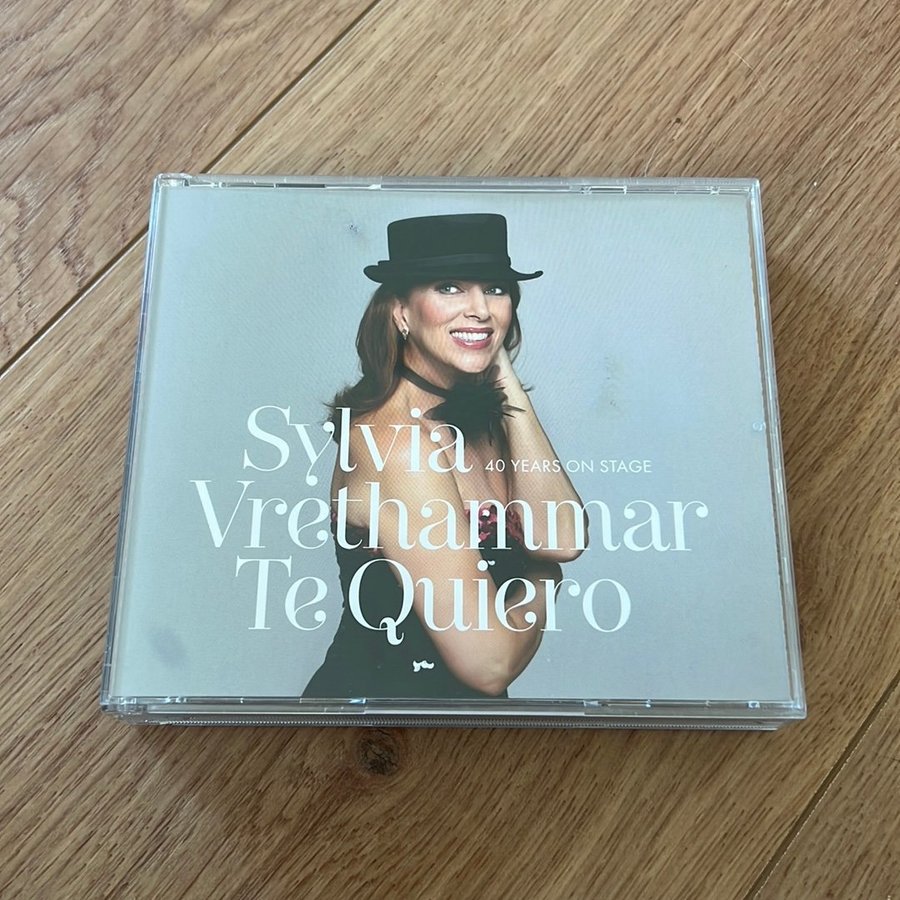 Sylvia
40 YEARS ON STAGE
Vrethammar
Te Quiero